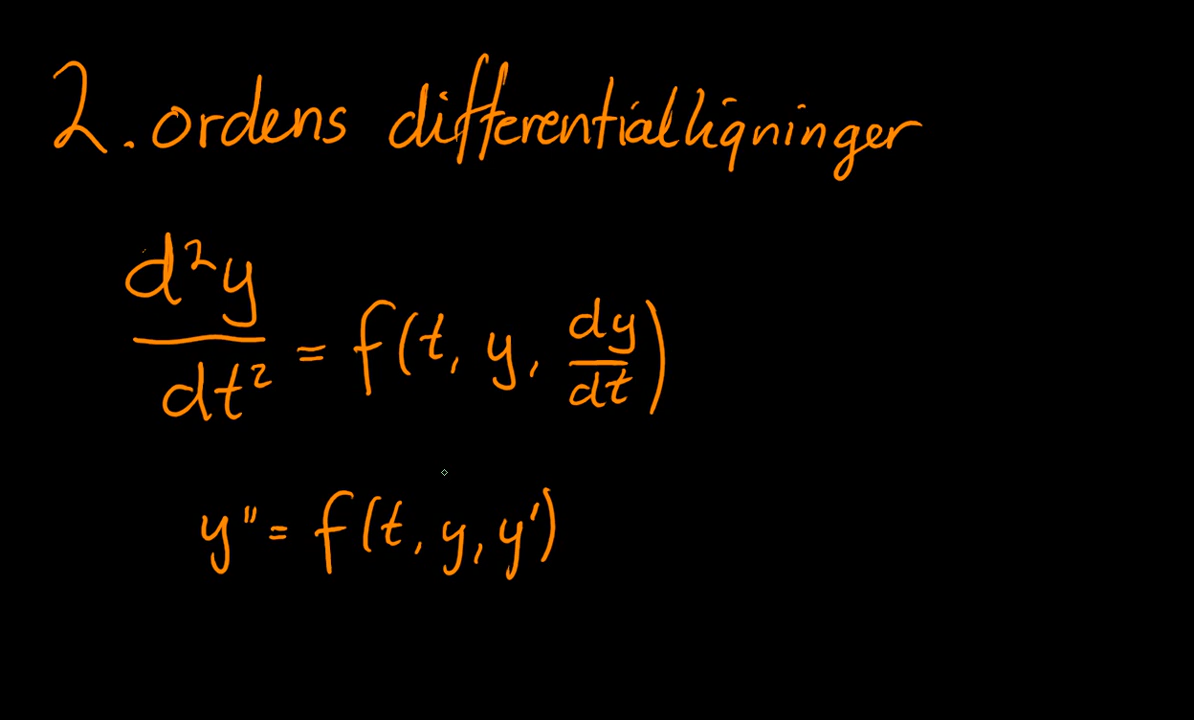 2. ordens differentialligninger
d²y/dt² = f(t, y, dy/dt)
y" = f(t, y, y')